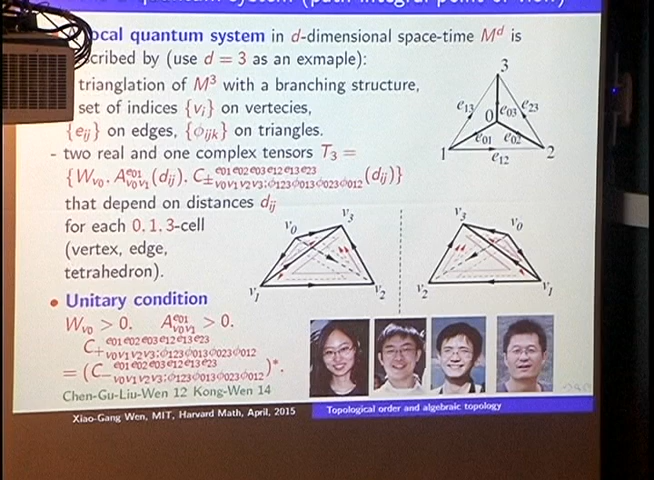 quantum system (path integral point of view)
ocal quantum system in d-dimensional space-time M^d is
cribed by (use d = 3 as an exmaple):
trianglation of M^3 with a branching structure,
set of indices {v_i} on vertecies,
{e_ij} on edges, {ϕ_ijk} on triangles.
- two real and one complex tensors T_3 =
{W_v0, A^e01_v0v1(d_ij), C_±^e01e02e03e12e13e23_v0v1v2v3;ϕ123ϕ013ϕ023ϕ012(d_ij)}
that depend on distances d_ij
for each 0,1,3-cell
(vertex, edge,
tetrahedron).
• Unitary condition
W_v0 > 0, A^e01_v0v1 > 0,
C_+^e01e02e03e12e13e23_v0v1v2v3;ϕ123ϕ013ϕ023ϕ012
= (C_-^e01e02e03e12e13e23_v0v1v2v3;ϕ123ϕ013ϕ023ϕ012)*.
Chen-Gu-Liu-Wen 12 Kong-Wen 14
3
e13 e03 e23
0
e01 e02
1 2
e12
v0 v3
v1 v2
v3 v0
v2 v1
Xiao-Gang Wen, MIT, Harvard Math, April, 2015
Topological order and algebraic topology